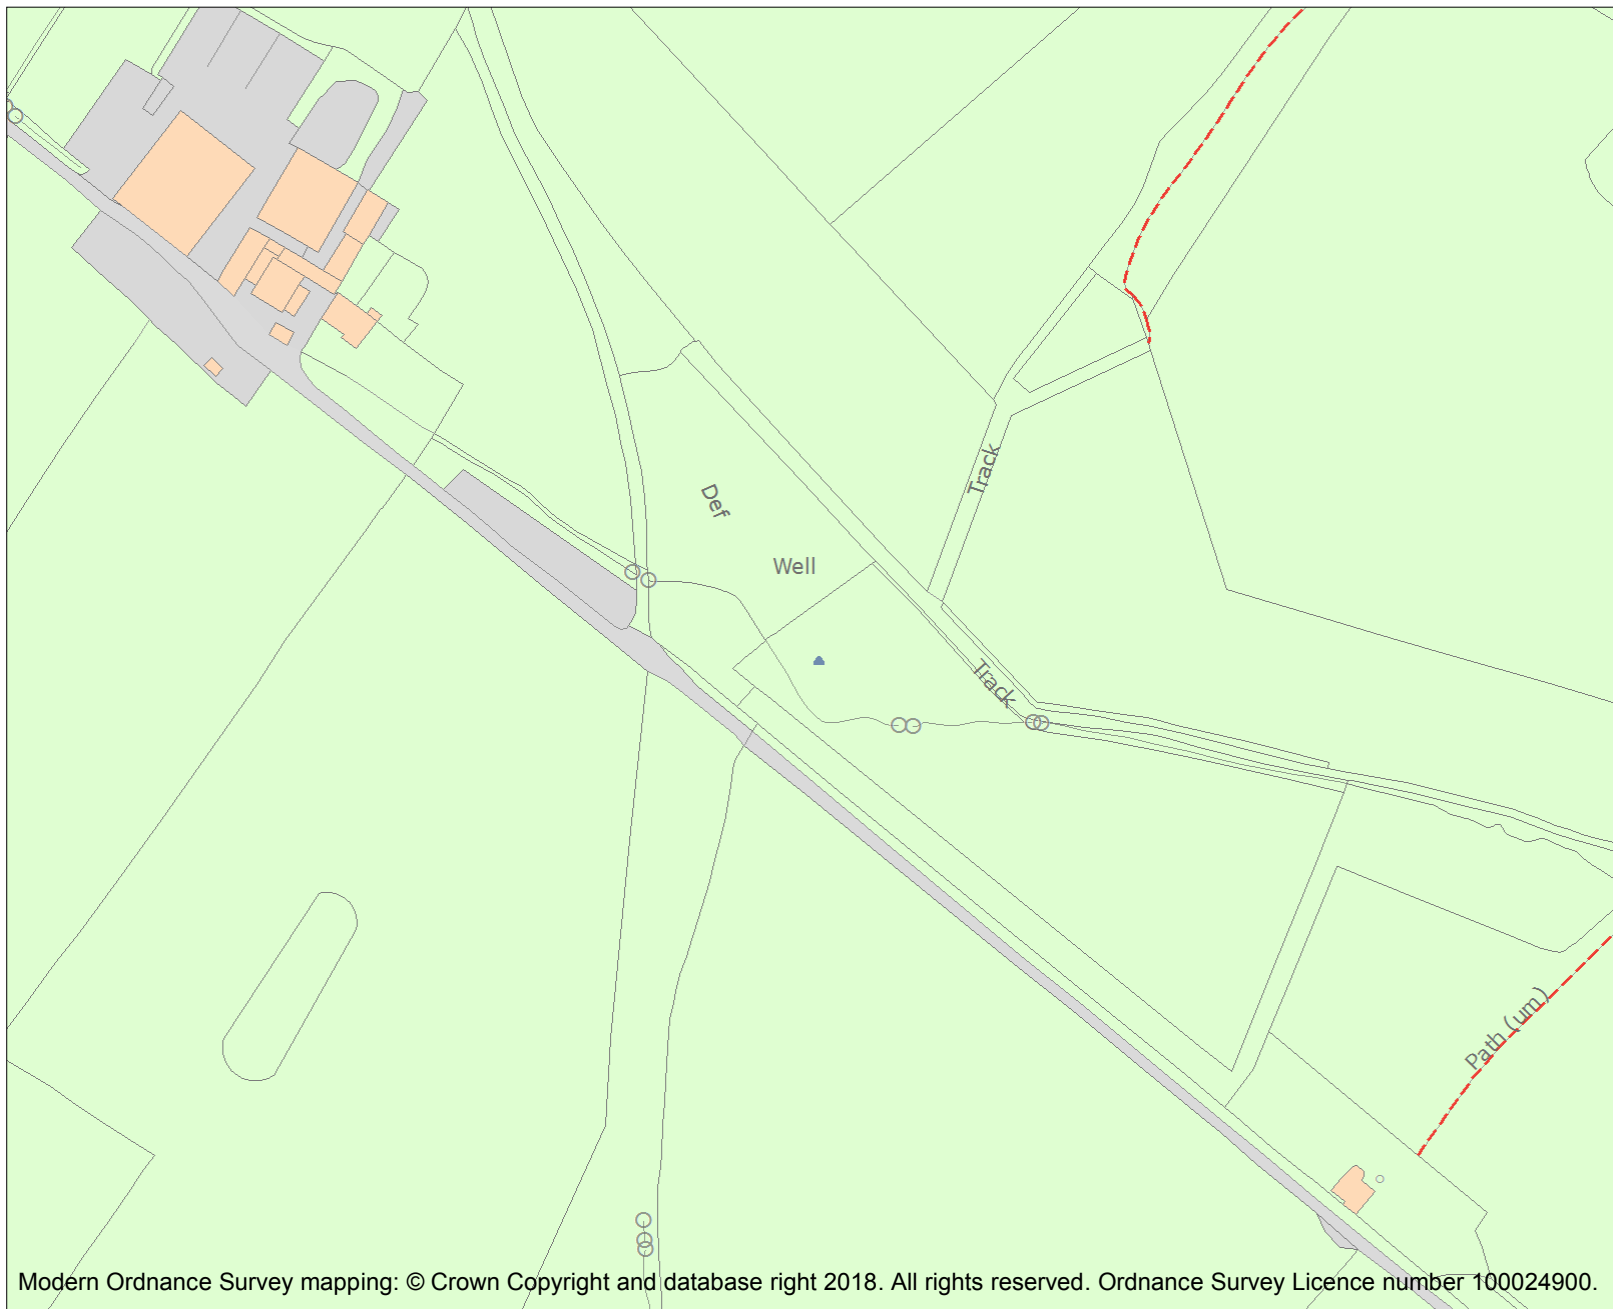 Track
Def
Well
Track
Path (um)
Modern Ordnance Survey mapping: © Crown Copyright and database right 2018. All rights reserved. Ordnance Survey Licence number 100024900.